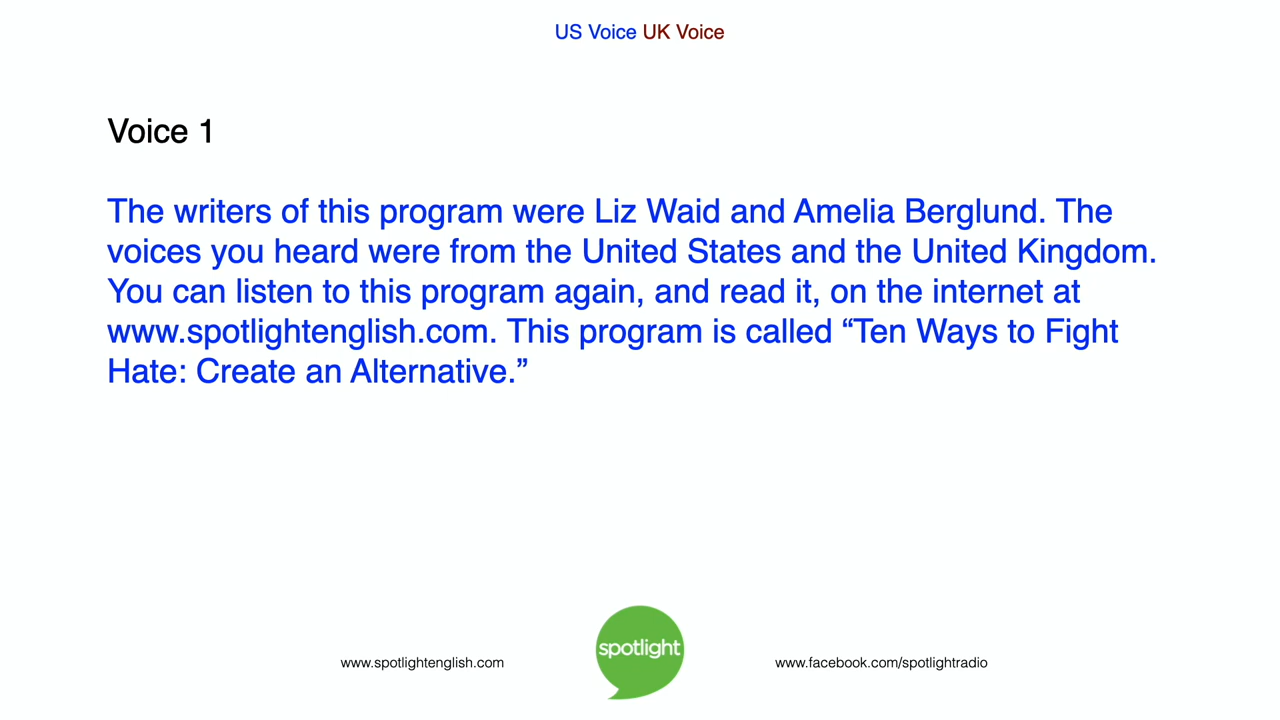 US Voice UK Voice
Voice 1
The writers of this program were Liz Waid and Amelia Berglund. The
voices you heard were from the United States and the United Kingdom.
You can listen to this program again, and read it, on the internet at
www.spotlightenglish.com. This program is called “Ten Ways to Fight
Hate: Create an Alternative.”
spotlight
www.spotlightenglish.com
www.facebook.com/spotlightradio